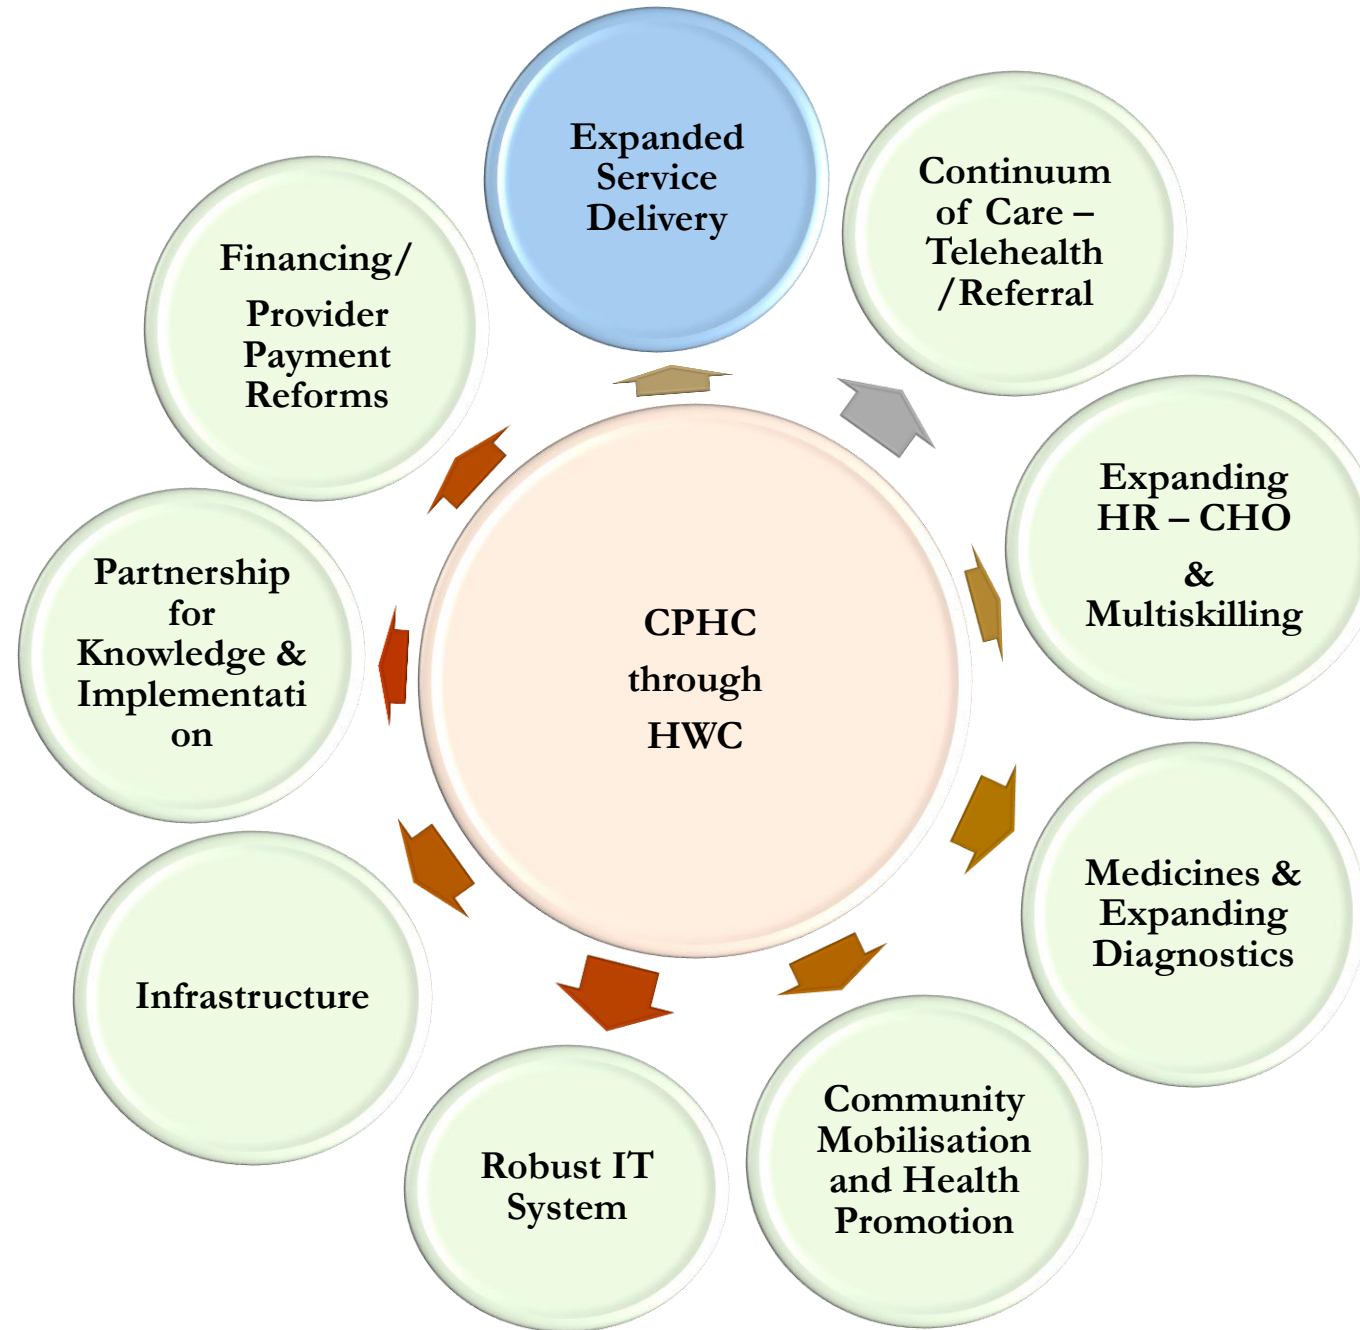 Expanded
Service
Delivery
Continuum
of Care –
Telehealth
/Referral
Expanding
HR – CHO
&
Multiskilling
Medicines &
Expanding
Diagnostics
Community
Mobilisation
and Health
Promotion
Robust IT
System
Infrastructure
Partnership
for
Knowledge &
Implementati
on
Financing/
Provider
Payment
Reforms
CPHC
through
HWC